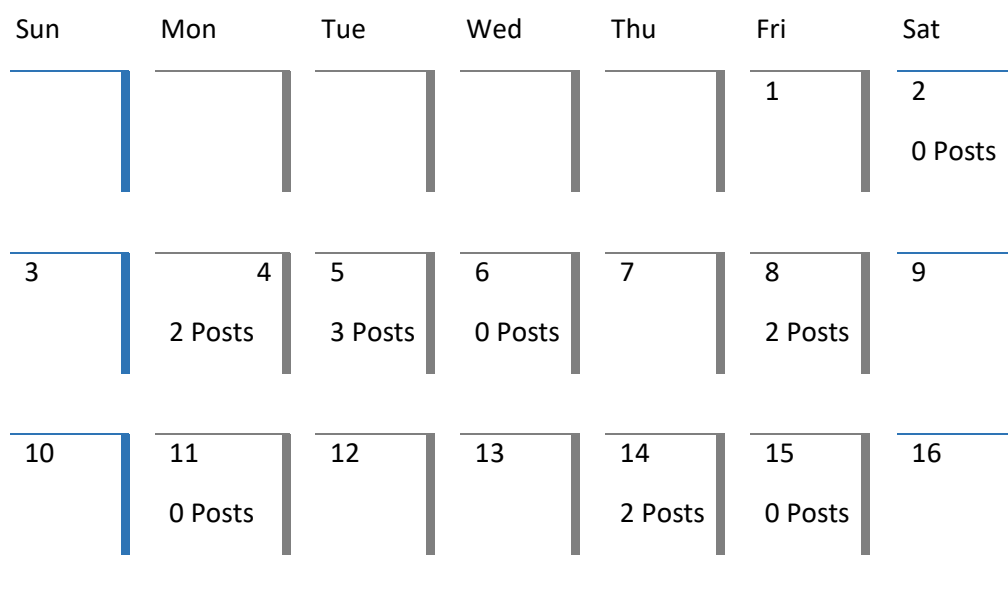 Sun Mon Tue Wed Thu Fri Sat
1 2
0 Posts
3 4 5 6 7 8 9
2 Posts 3 Posts 0 Posts 2 Posts
10 11 12 13 14 15 16
0 Posts 2 Posts 0 Posts